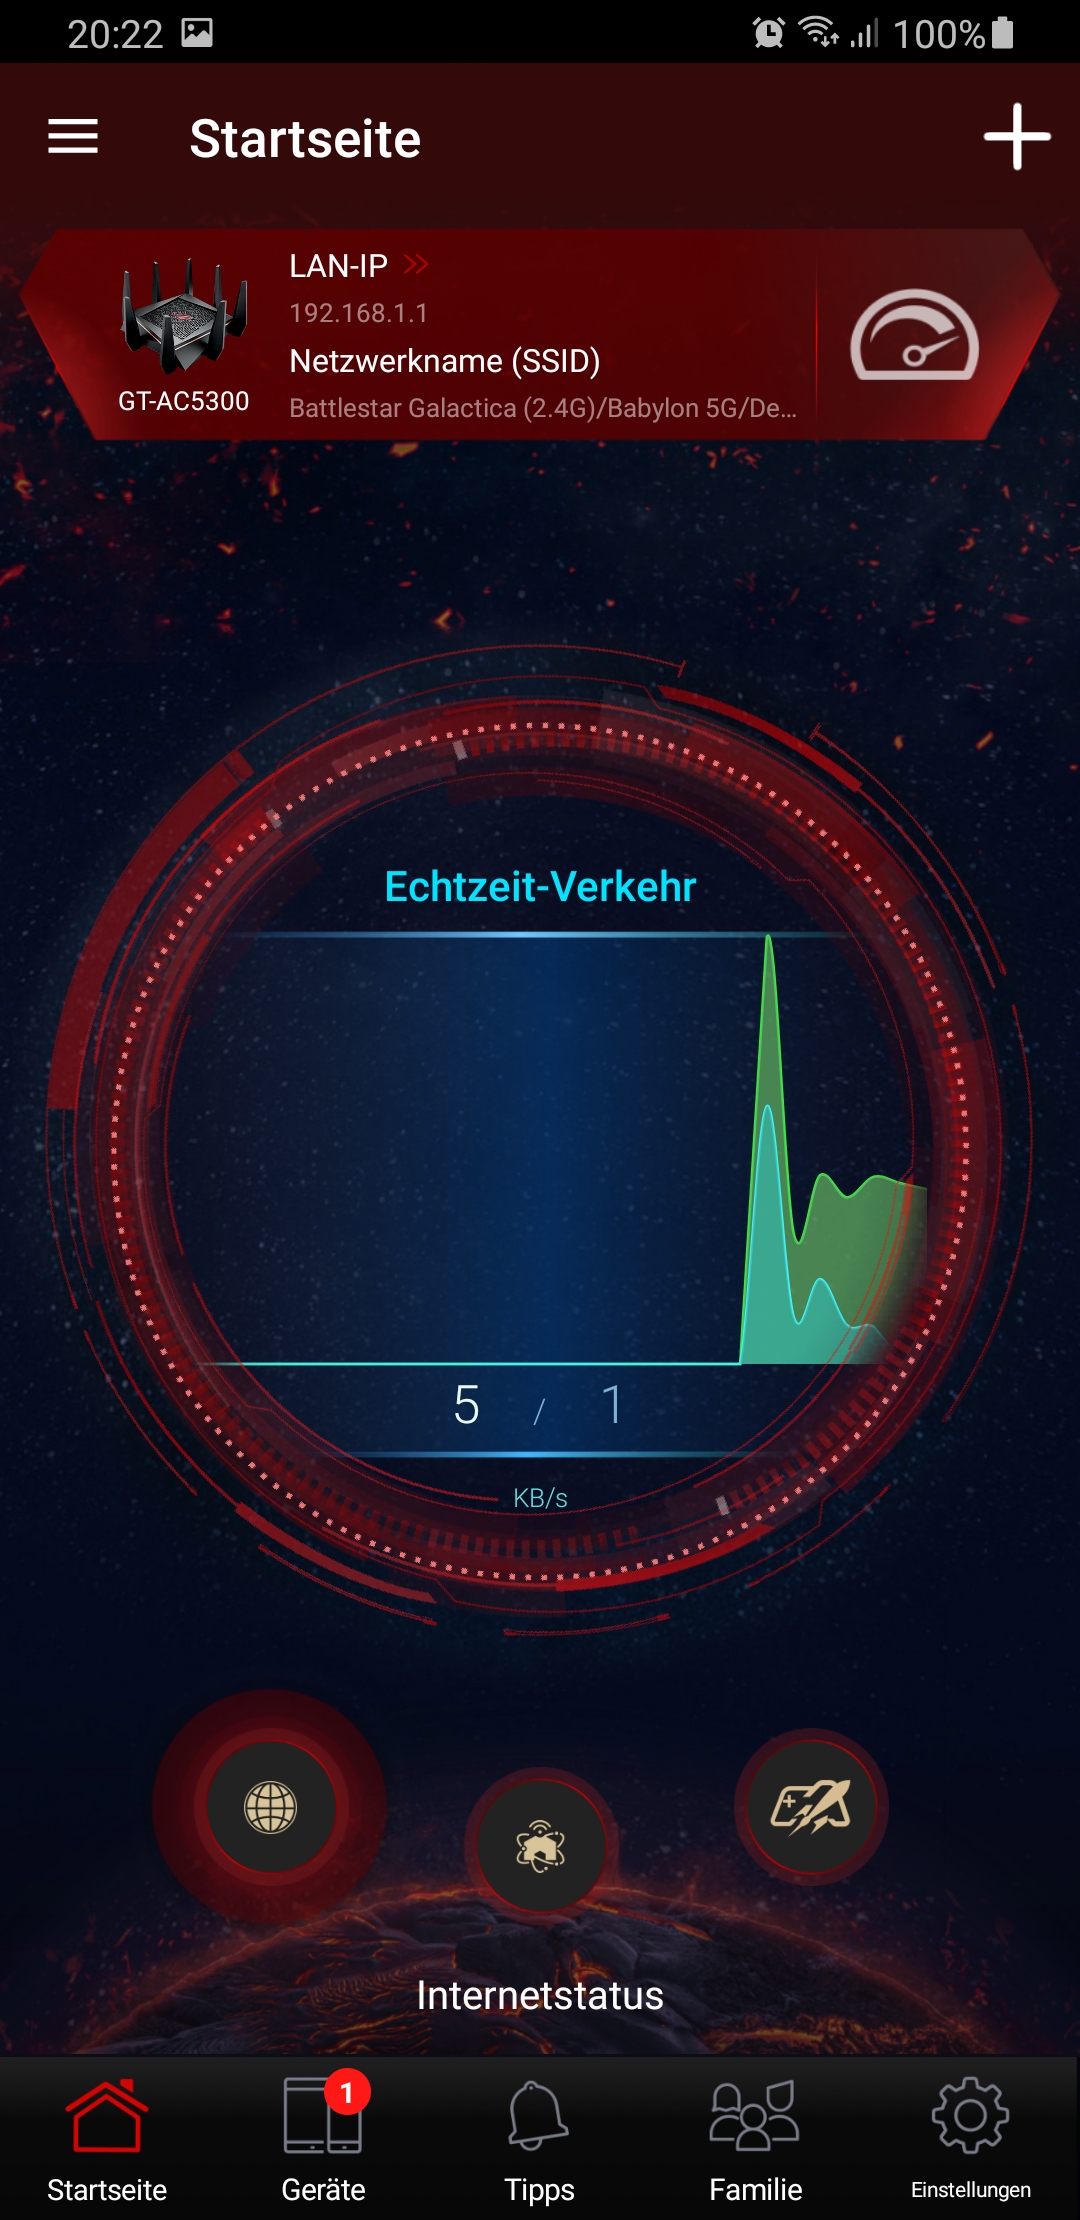 20:22 100%
Startseite
LAN-IP
192.168.1.1
Netzwerkname (SSID)
GT-AC5300
Battlestar Galactica (2.4G)/Babylon 5G/De...
Echtzeit-Verkehr
5 / 1
KB/s
Internetstatus
1
Startseite Geräte Tipps Familie Einstellungen